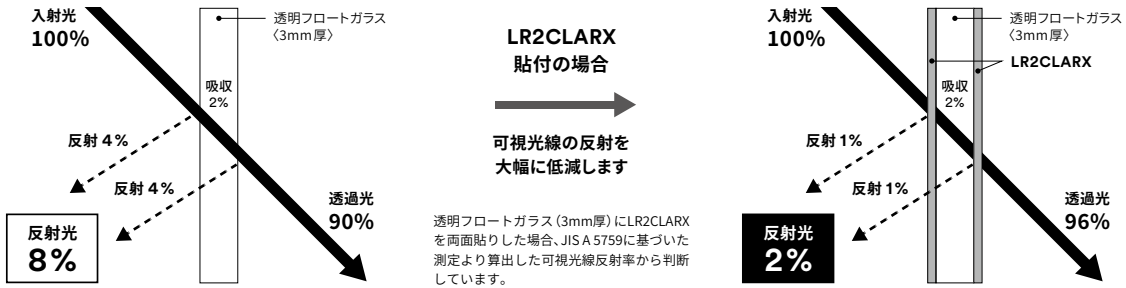 入射光
100%
透明フロートガラス
〈3mm厚〉
吸収
2%
反射 4%
反射 4%
透過光
90%
反射光
8%
LR2CLARX
貼付の場合
可視光線の反射を
大幅に低減します
透明フロートガラス（3mm厚）にLR2CLARX
を両面貼りした場合、JIS A 5759に基づいた
測定より算出した可視光線反射率から判断
しています。
入射光
100%
透明フロートガラス
〈3mm厚〉
LR2CLARX
吸収
2%
反射 1%
反射 1%
透過光
96%
反射光
2%